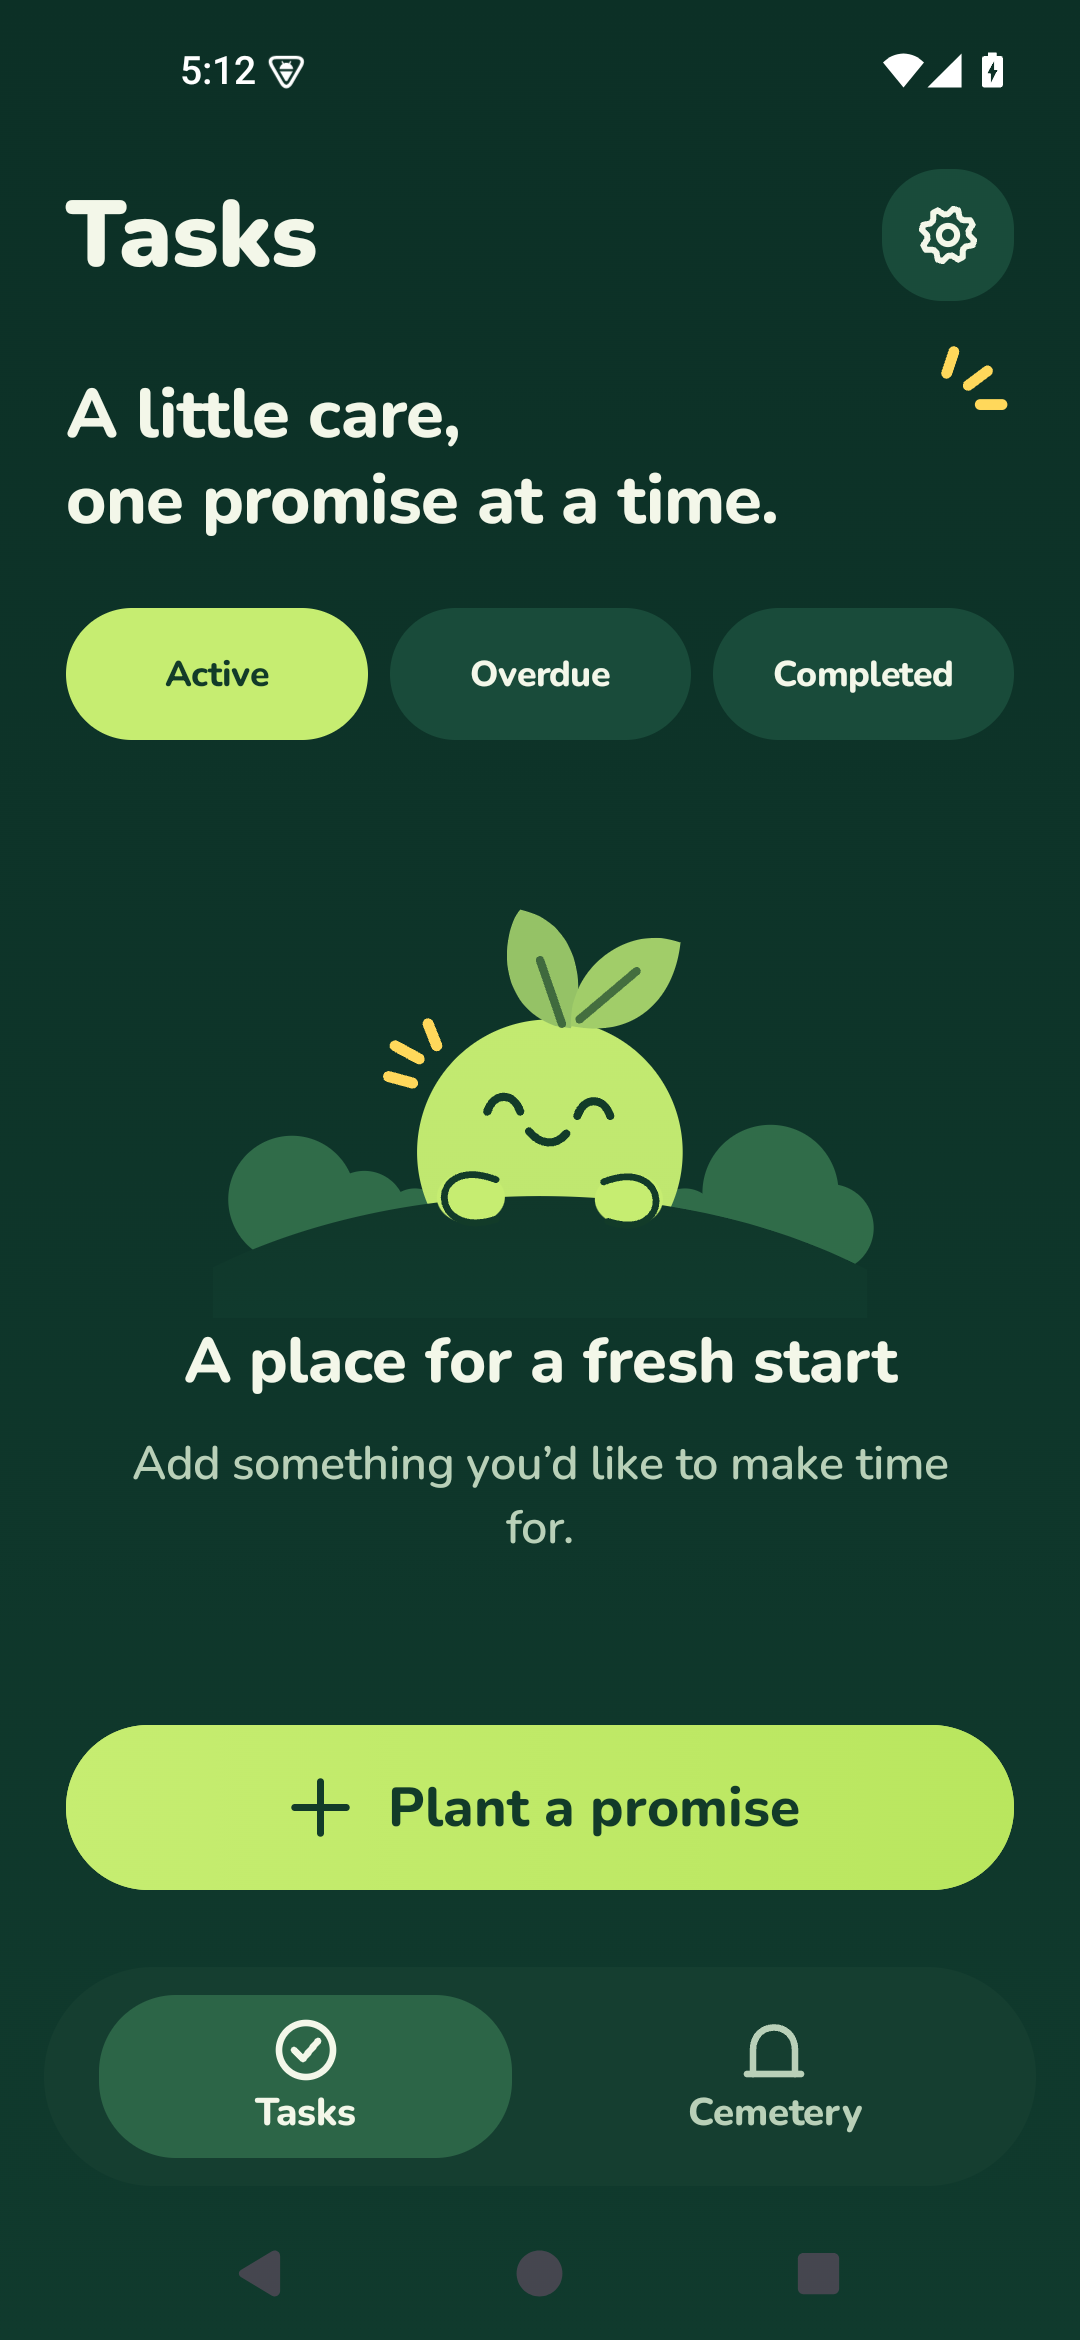 5:12
Tasks
A little care,
one promise at a time.
Active
Overdue
Completed
A place for a fresh start
Add something you’d like to make time
for.
Plant a promise
Tasks
Cemetery